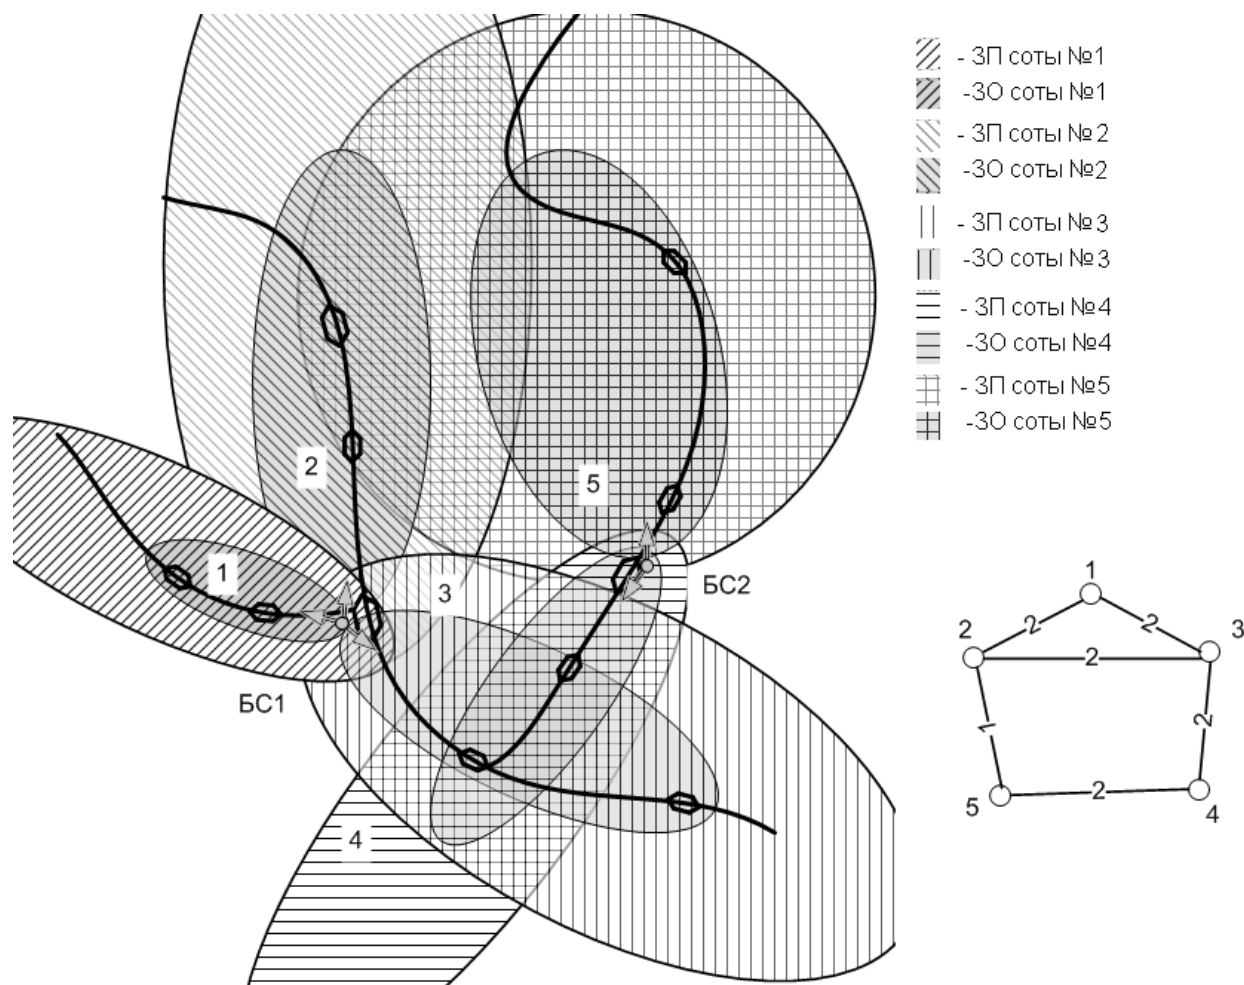 - ЗП соты №1
-ЗО соты №1
- ЗП соты №2
-ЗО соты №2
- ЗП соты №3
-ЗО соты №3
- ЗП соты №4
-ЗО соты №4
- ЗП соты №5
-ЗО соты №5
2
5
1
3
БС2
БС1
4
1
2
2
2
3
2
1
2
5
2
4